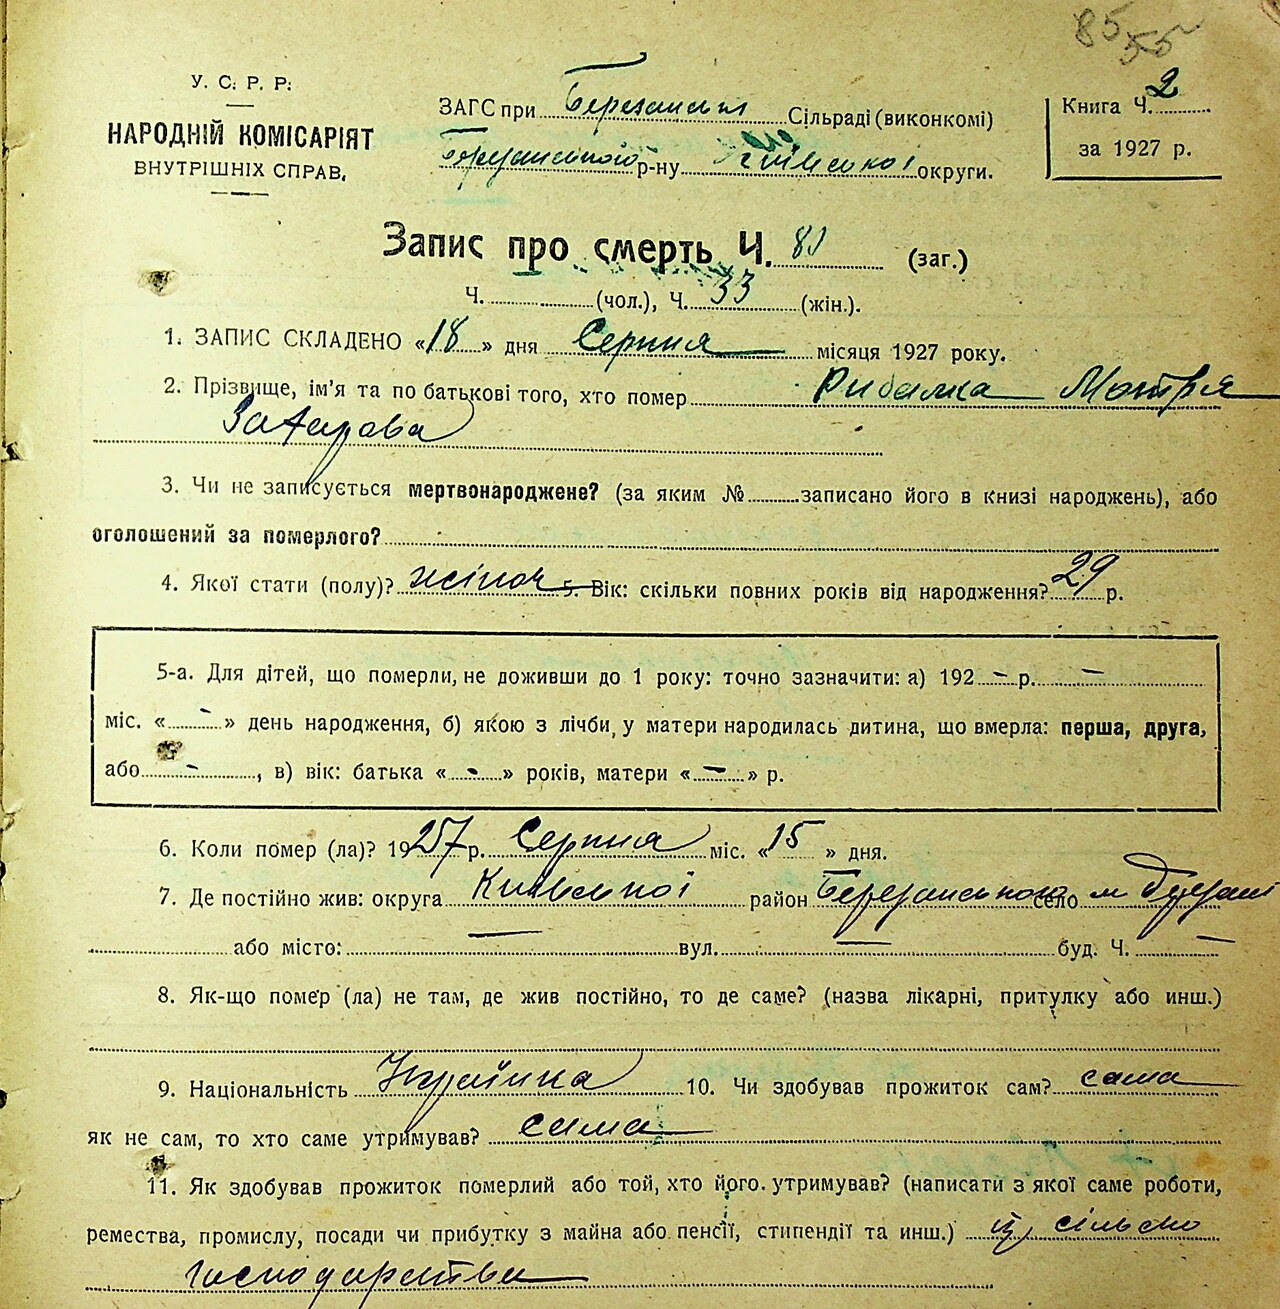 85 55
У. С. Р. Р.
НАРОДНІЙ КОМІСАРІЯТ
ВНУТРІШНІХ СПРАВ,
ЗАГС при Березанськ Сільраді (виконкомі)
Березанського р-ну округи.
Книга Ч. 2
за 1927 р.
Запис про смерть Ч. 81 (заг.)
Ч. (чол.), Ч. 33 (жін.).
1. ЗАПИС СКЛАДЕНО «18» дня Серпня місяця 1927 року.
2. Прізвище, ім'я та по батькові того, хто помер Рибалка Мотря
Захарова
3. Чи не записується мертвонароджене? (за яким № записано його в книзі народжень), або
оголошений за померлого?
4. Якої стати (полу)? жіноч 5. Вік: скільки повних років від народження? 29 р.
5-а. Для дітей, що померли, не доживши до 1 року: точно зазначити: а) 192 – р. –
міс. « – » день народження, б) якою з лічби, у матери народилась дитина, що вмерла: перша, друга,
або –, в) вік: батька « – » років, матери « – » р.
6. Коли помер (ла)? 1927 р. Серпня міс. «15» дня.
7. Де постійно жив: округа Київської район Березанського село м Березані
або місто: — вул. — буд. Ч. —
8. Як-що помер (ла) не там, де жив постійно, то де саме? (назва лікарні, притулку або инш.)
9. Національність Українка 10. Чи здобував прожиток сам? сама
як не сам, то хто саме утримував? сама
11. Як здобував прожиток померлий або той, хто його утримував? (написати з якої саме роботи,
ремества, промислу, посади чи прибутку з майна або пенсії, стипендії та инш.) із сільсько
господарства